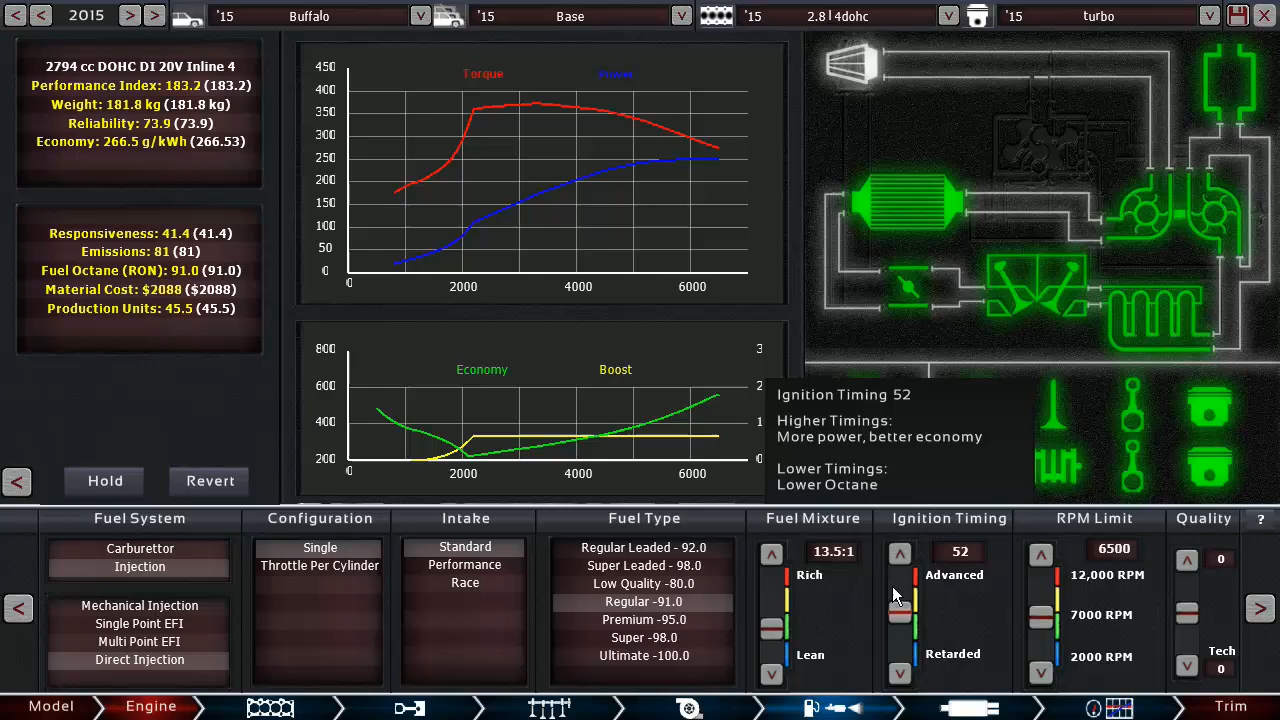 2015
'15 Buffalo
'15 Base
'15 2.8 l 4dohc
'15 turbo
2794 cc DOHC DI 20V Inline 4
Performance Index: 183.2 (183.2)
Weight: 181.8 kg (181.8 kg)
Reliability: 73.9 (73.9)
Economy: 266.5 g/kWh (266.53)
Responsiveness: 41.4 (41.4)
Emissions: 81 (81)
Fuel Octane (RON): 91.0 (91.0)
Material Cost: $2088 ($2088)
Production Units: 45.5 (45.5)
Hold
Revert
Torque
Power
450
400
350
300
250
200
150
100
50
0
0 2000 4000 6000
Economy
Boost
800
600
400
200
3
2
1
0
0 2000 4000 6000
Ignition Timing 52
Higher Timings:
More power, better economy
Lower Timings:
Lower Octane
Fuel System
Carburettor
Injection
Mechanical Injection
Single Point EFI
Multi Point EFI
Direct Injection
Configuration
Single
Throttle Per Cylinder
Intake
Standard
Performance
Race
Fuel Type
Regular Leaded - 92.0
Super Leaded - 98.0
Low Quality -80.0
Regular -91.0
Premium -95.0
Super -98.0
Ultimate -100.0
Fuel Mixture
13.5:1
Rich
Lean
Ignition Timing
52
Advanced
Retarded
RPM Limit
6500
12,000 RPM
7000 RPM
2000 RPM
Quality
0
Tech
0
?
Model
Engine
Trim